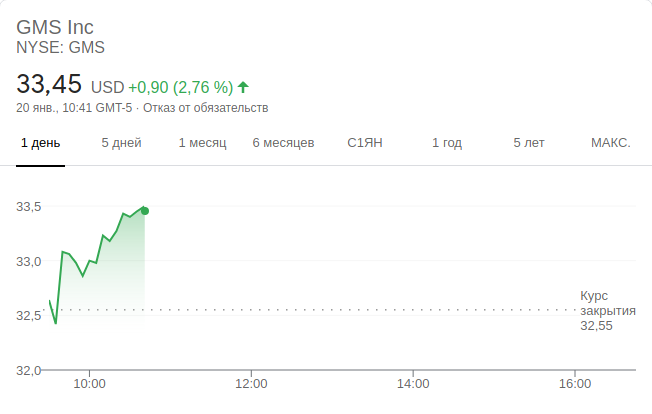 GMS Inc
NYSE: GMS
33,45 USD +0,90 (2,76 %)
20 янв., 10:41 GMT-5 · Отказ от обязательств
1 день 5 дней 1 месяц 6 месяцев С1ЯН 1 год 5 лет МАКС.
33,5
33,0
32,5
32,0
Курс
закрытия
32,55
10:00 12:00 14:00 16:00